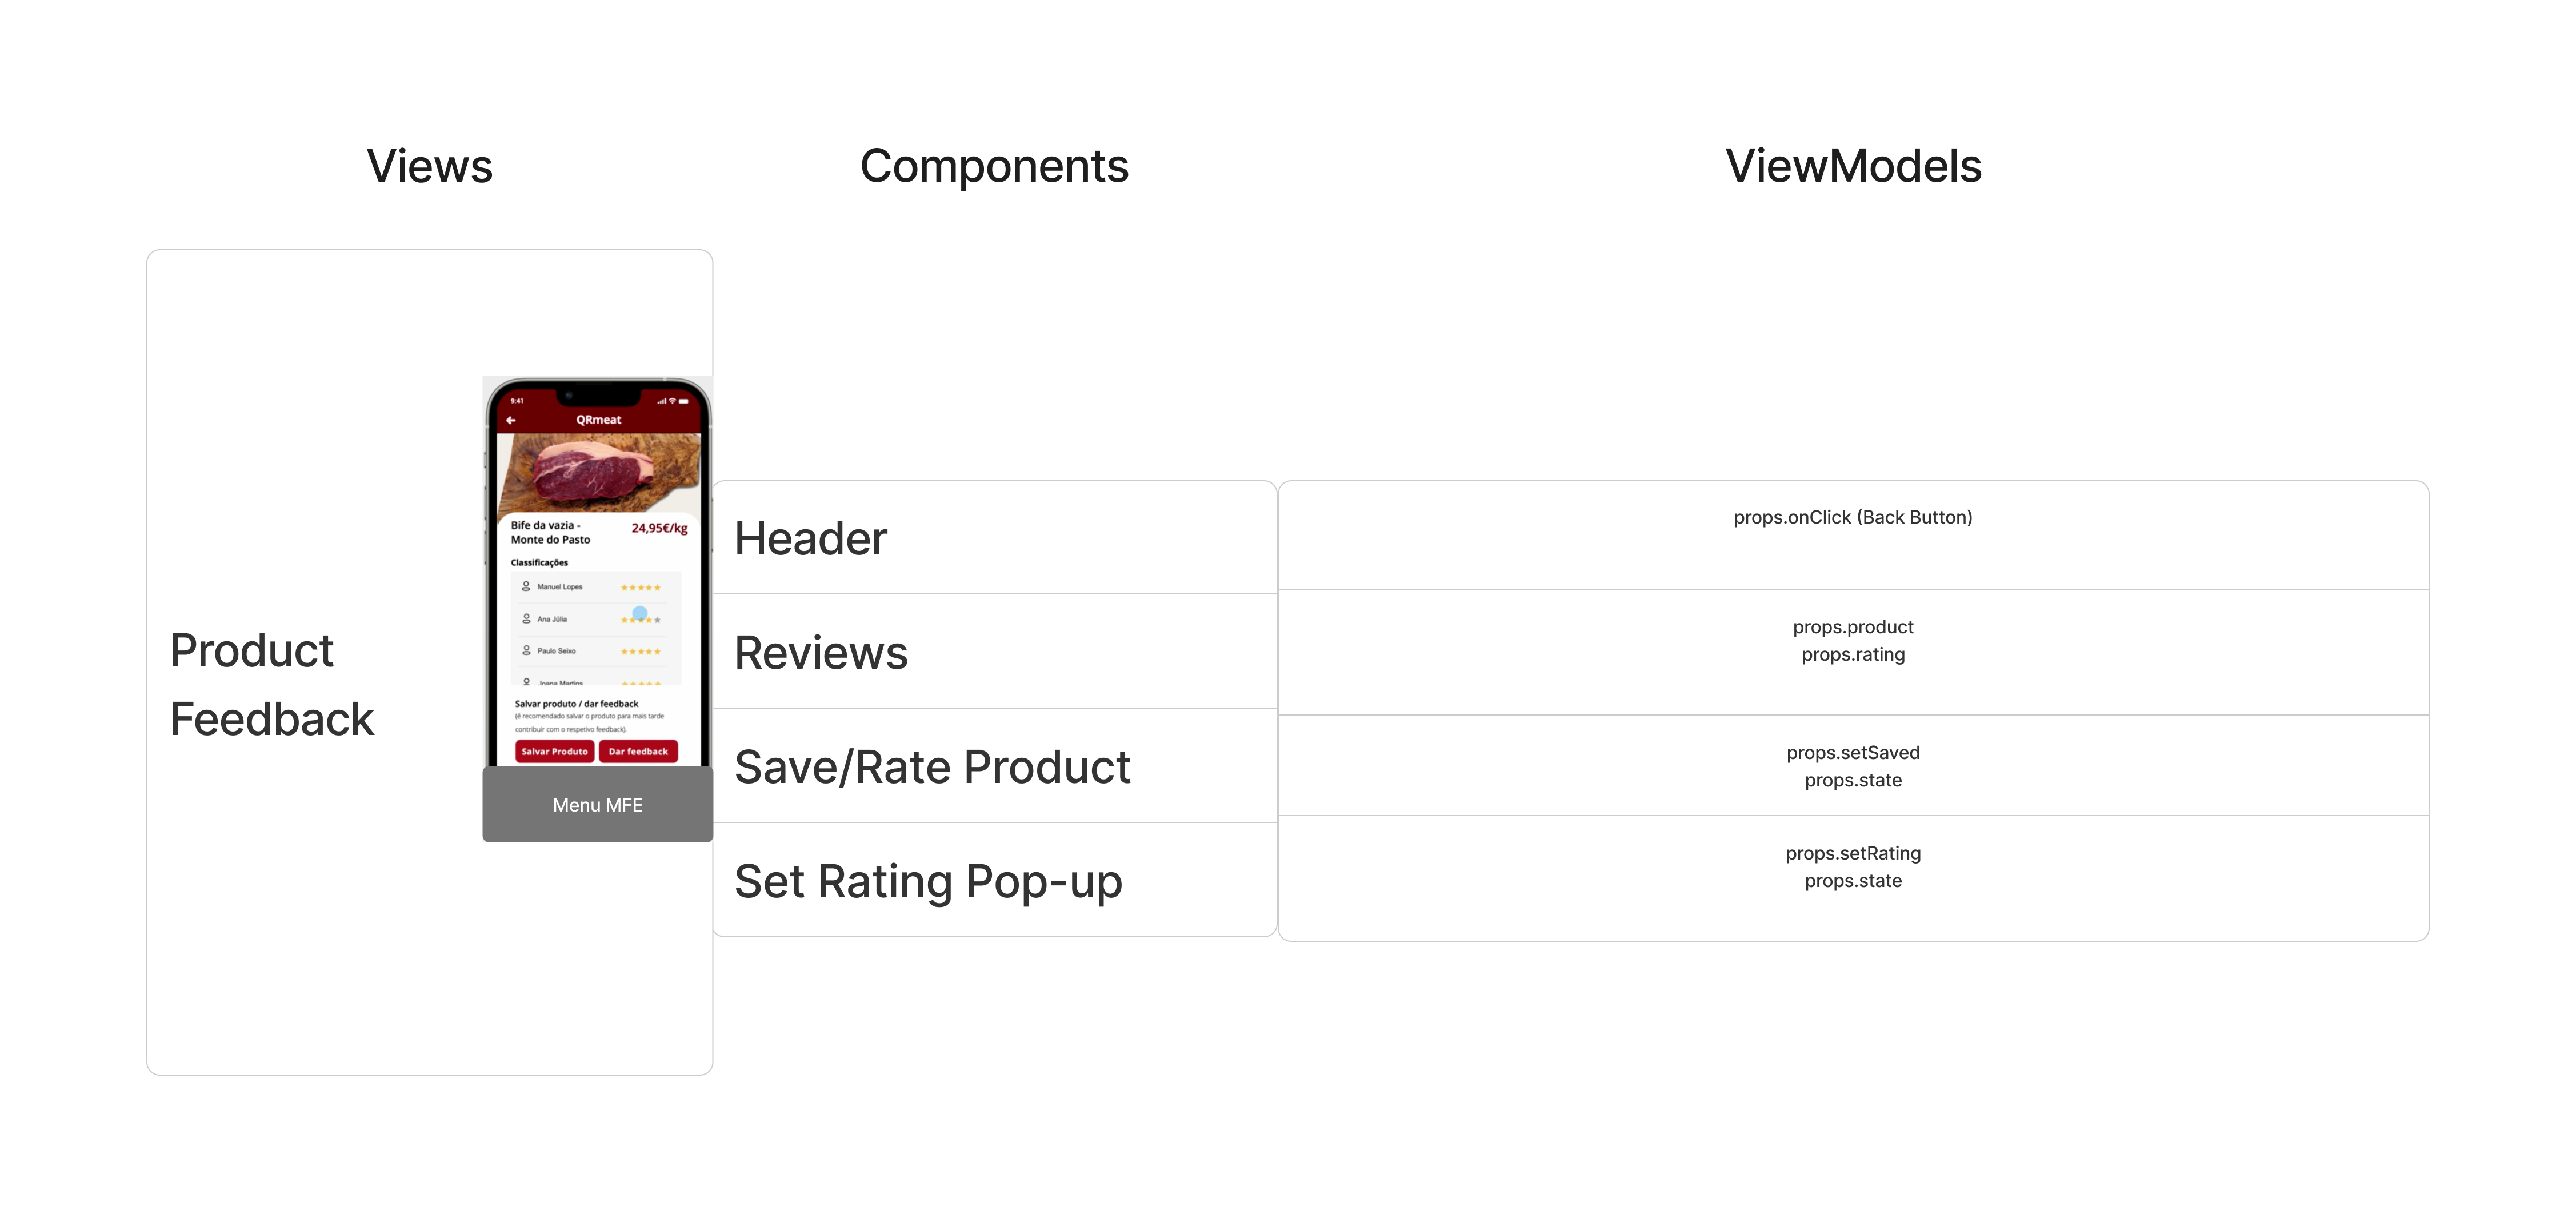 Views
Components
ViewModels
Product
Feedback
9:41
QRmeat
Bife da vazia -
Monte do Pasto
24,95€/kg
Classificações
Manuel Lopes
Ana Júlia
Paulo Seixo
Joana Martins
Salvar produto / dar feedback
(é recomendado salvar o produto para mais tarde
contribuir com o respetivo feedback).
Salvar Produto
Dar feedback
Menu MFE
Header
Reviews
Save/Rate Product
Set Rating Pop-up
props.onClick (Back Button)
props.product
props.rating
props.setSaved
props.state
props.setRating
props.state